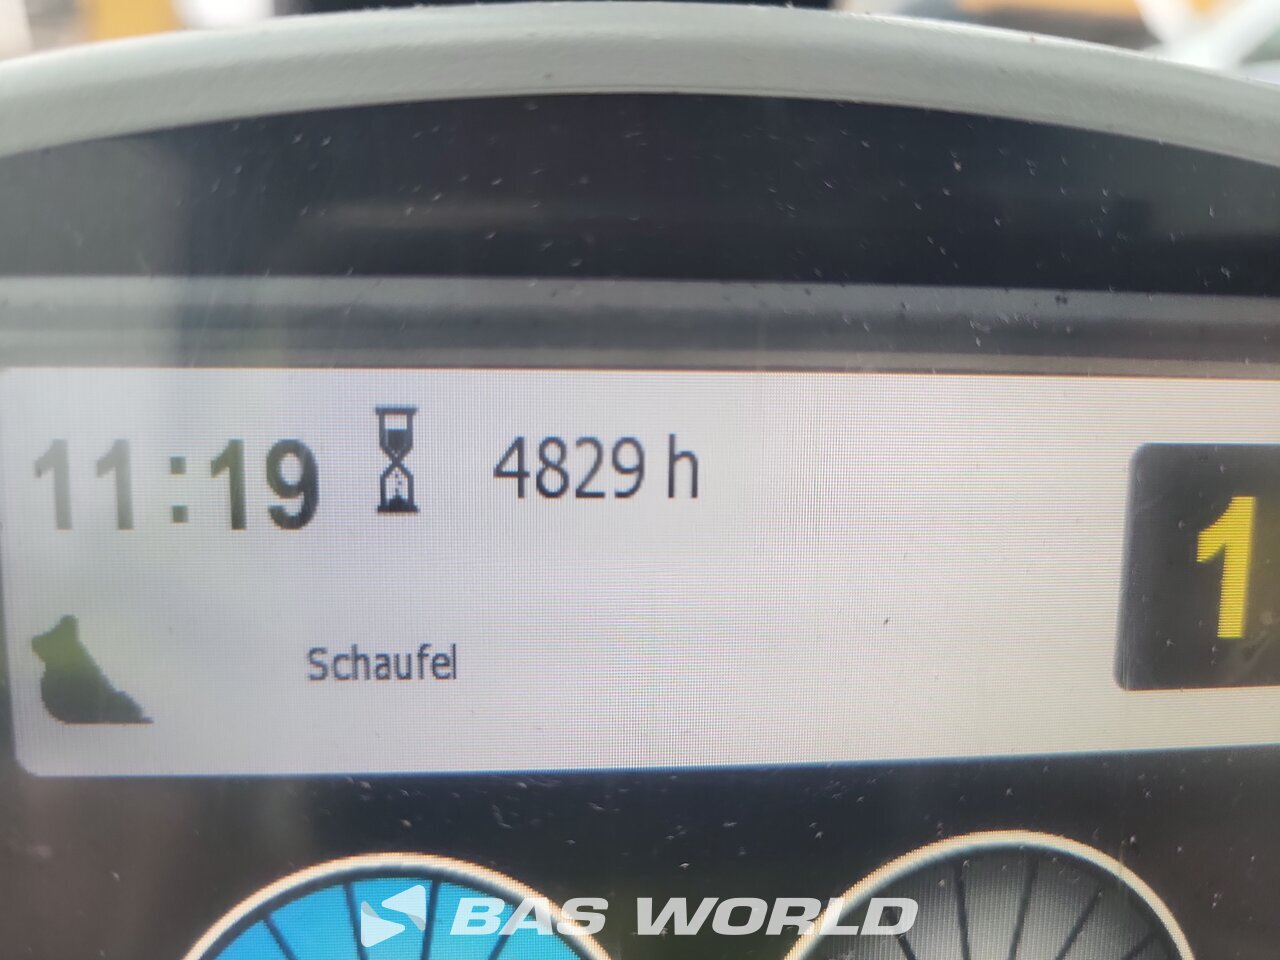 11:19 4829 h
1
Schaufel
BAS WORLD